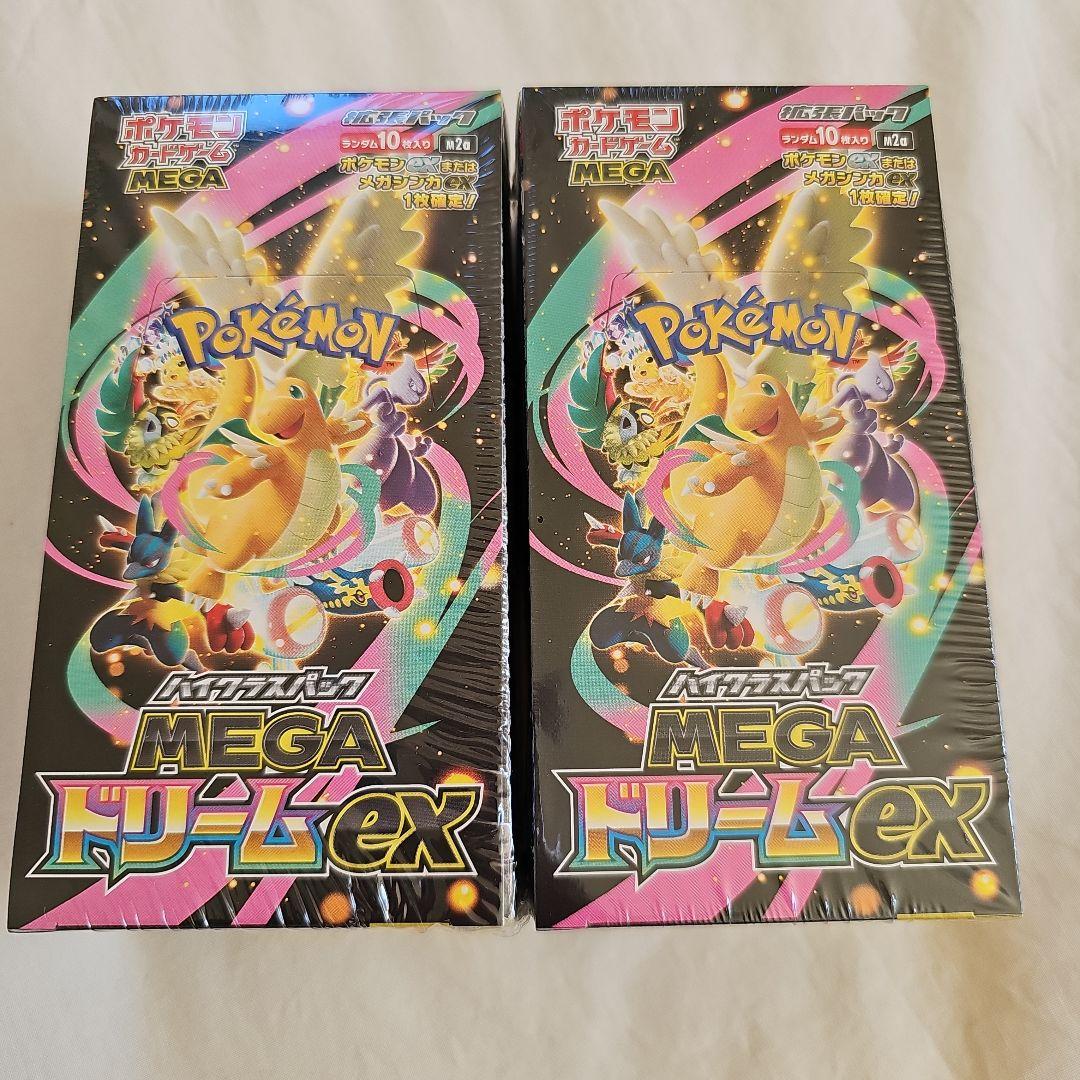 ポケモン
カードゲーム
MEGA
拡張パック
ランダム10枚入り M2a
ポケモンexまたは
メガシンカex
1枚確定!
POKéMON
TM
ハイクラスパック
MEGA
ドリームex
ポケモン
カードゲーム
MEGA
拡張パック
ランダム10枚入り M2a
ポケモンexまたは
メガシンカex
1枚確定!
POKéMON
TM
ハイクラスパック
MEGA
ドリームex